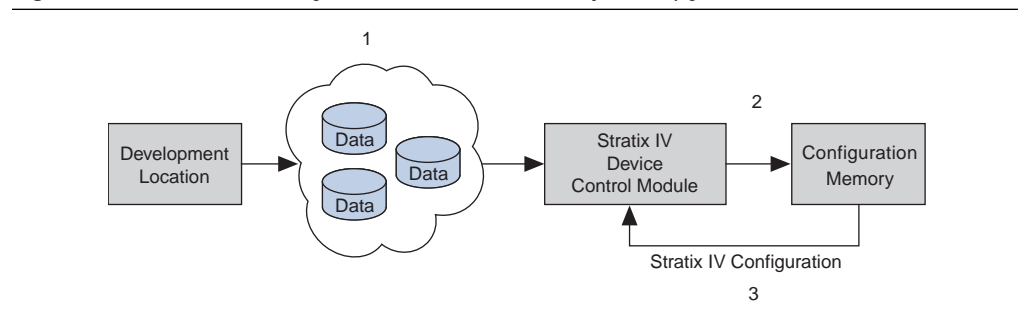 1
2
Development
Location
Data
Data
Data
Stratix IV
Device
Control Module
Configuration
Memory
Stratix IV Configuration
3